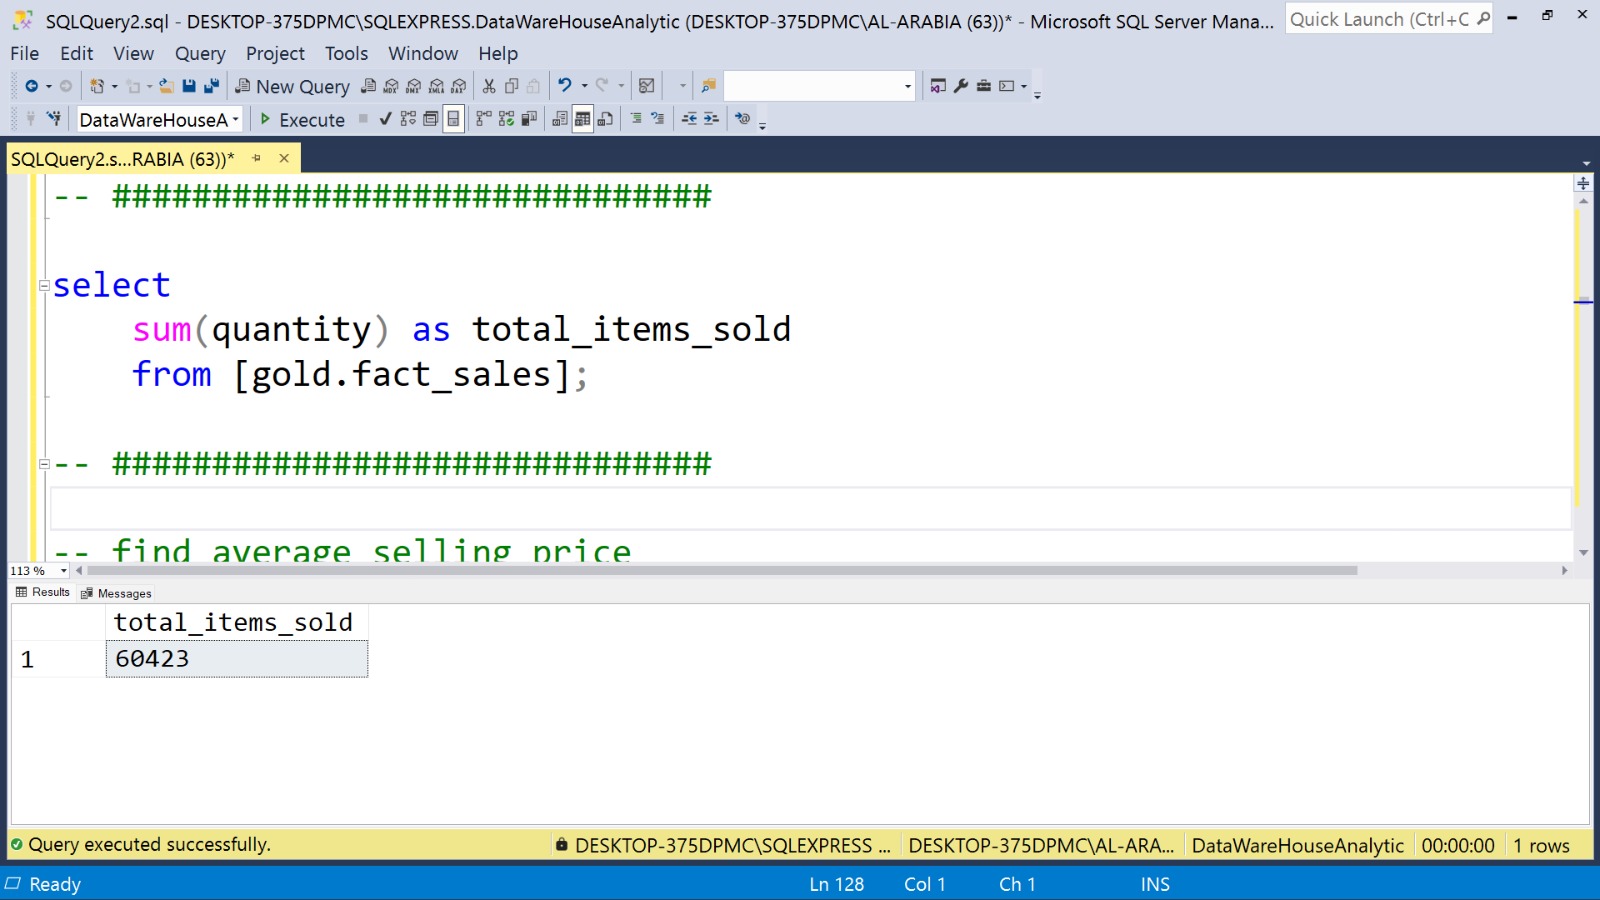 SQLQuery2.sql - DESKTOP-375DPMC\SQLEXPRESS.DataWareHouseAnalytic (DESKTOP-375DPMC\AL-ARABIA (63))* - Microsoft SQL Server Mana...
Quick Launch (Ctrl+C
File Edit View Query Project Tools Window Help
New Query
DataWareHouseA Execute
SQLQuery2.s...RABIA (63))*
-- ##############################
select
sum(quantity) as total_items_sold
from [gold.fact_sales];
-- ##############################
-- find average selling price
113 %
Results Messages
total_items_sold
1 60423
Query executed successfully. DESKTOP-375DPMC\SQLEXPRESS ... DESKTOP-375DPMC\AL-ARA... DataWareHouseAnalytic 00:00:00 1 rows
Ready Ln 128 Col 1 Ch 1 INS